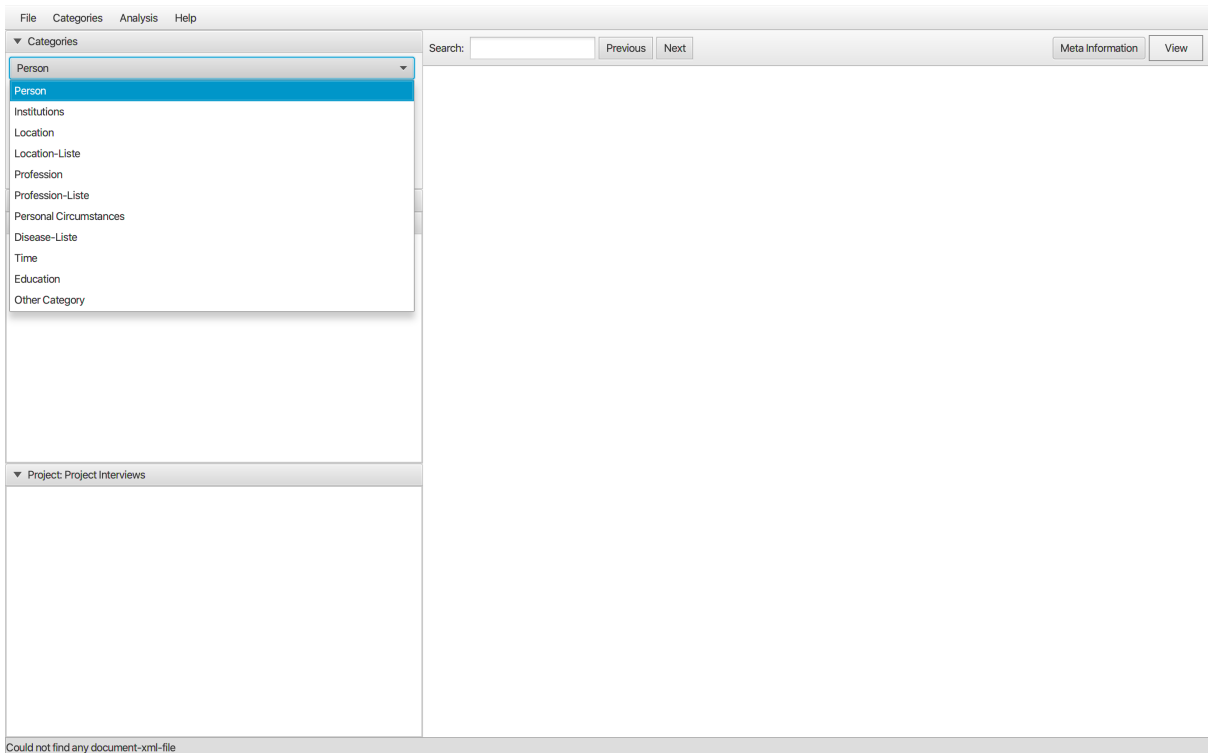 File Categories Analysis Help
Categories
Search: Previous Next Meta Information View
Person
Person
Institutions
Location
Location-Liste
Profession
Profession-Liste
Personal Circumstances
Disease-Liste
Time
Education
Other Category
Project: Project Interviews
Could not find any document-xml-file